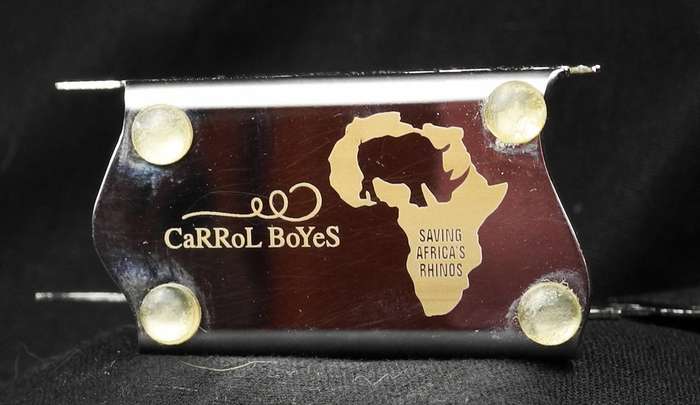 CaRRoL BoYeS
SAVING
AFRICA'S
RHINOS